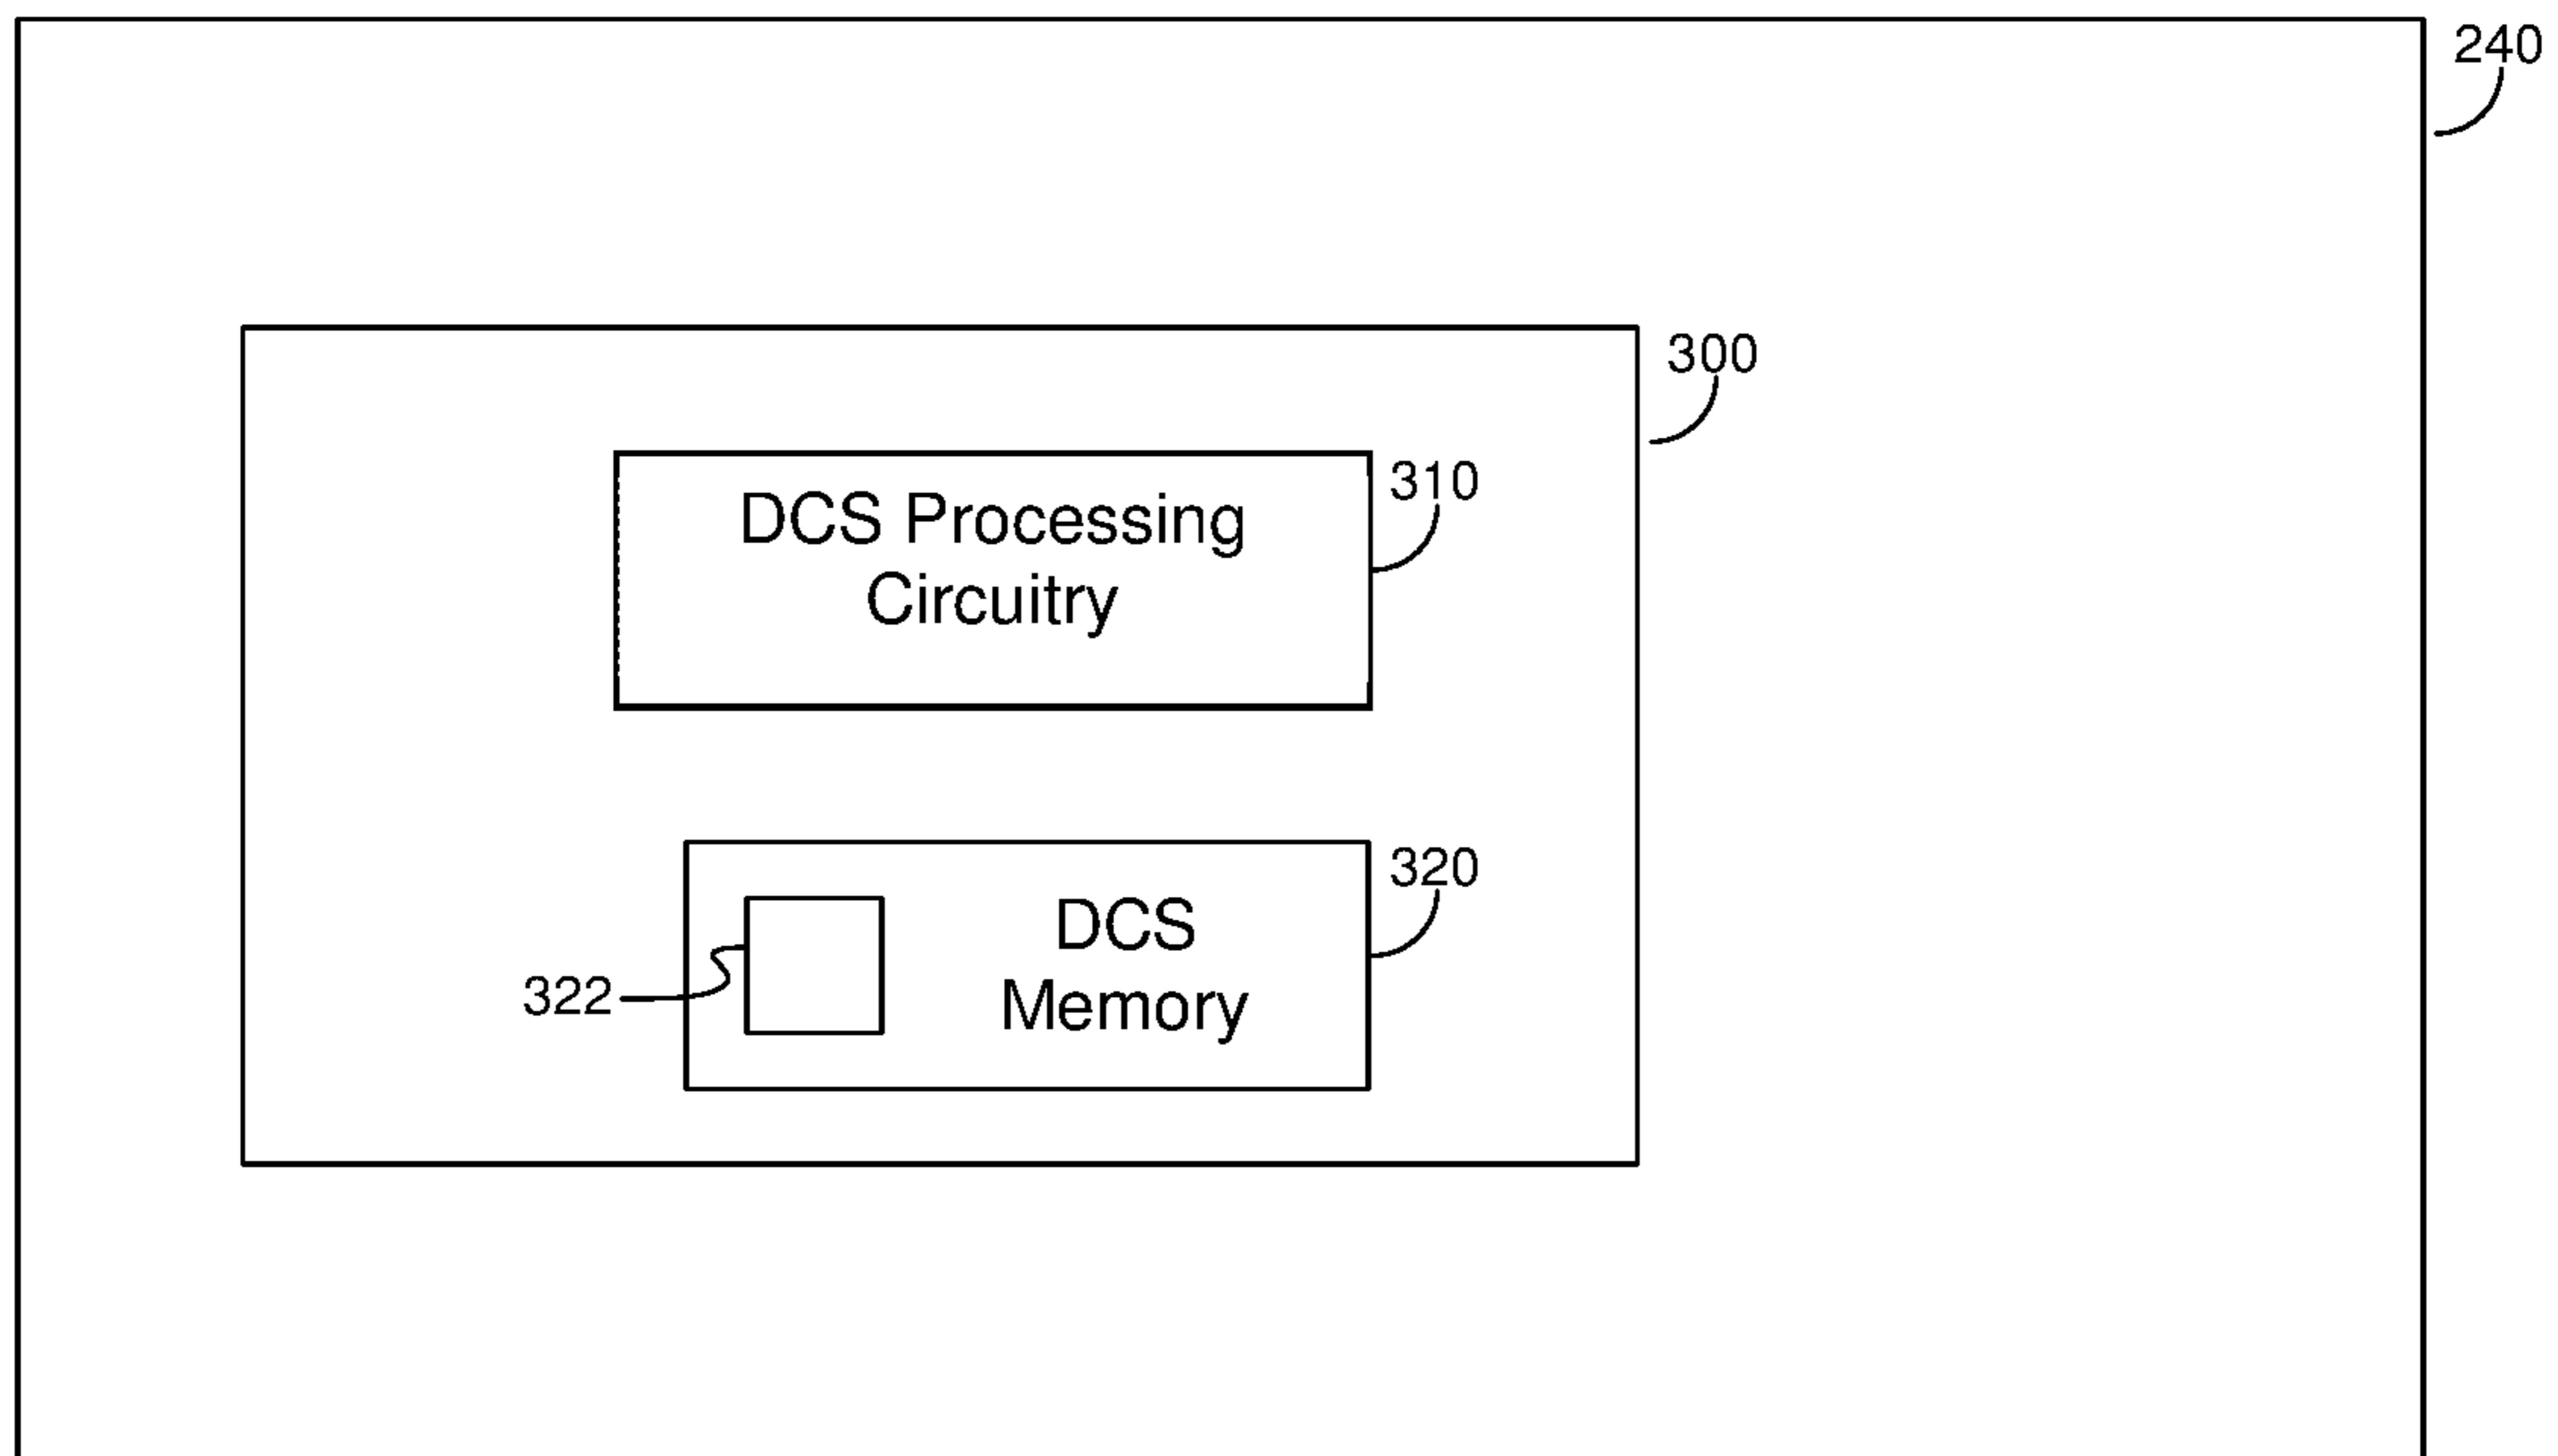 240
300
310
DCS Processing
Circuitry
320
DCS
Memory
322